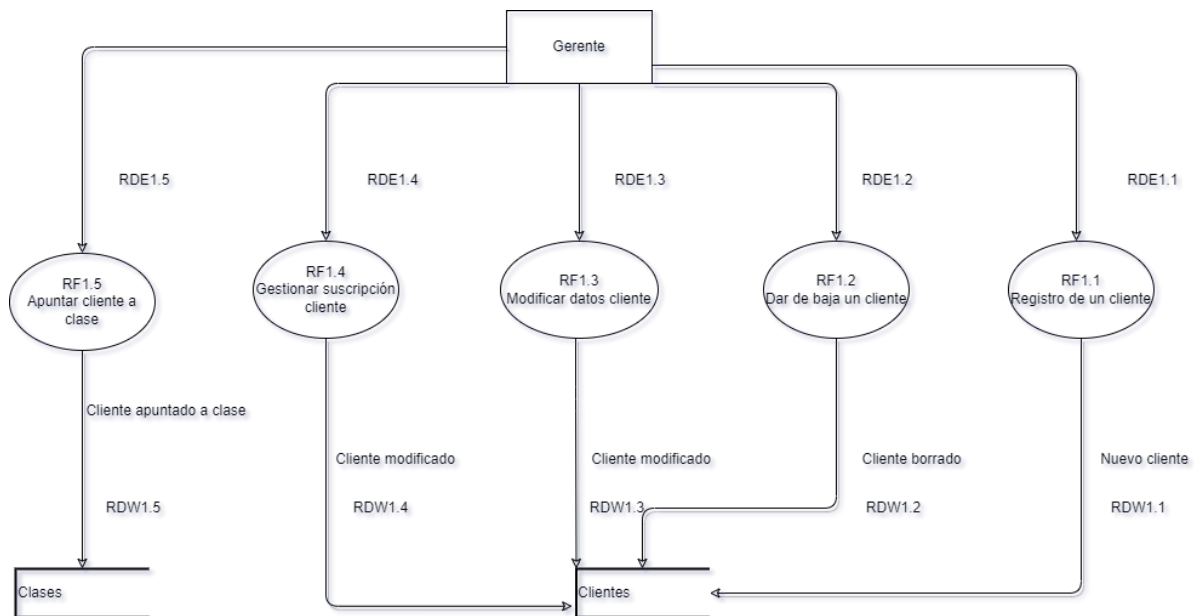 Gerente
RDE1.5
RDE1.4
RDE1.3
RDE1.2
RDE1.1
RF1.5
Apuntar cliente a
clase
RF1.4
Gestionar suscripción
cliente
RF1.3
Modificar datos cliente
RF1.2
Dar de baja un cliente
RF1.1
Registro de un cliente
Cliente apuntado a clase
Cliente modificado
Cliente modificado
Cliente borrado
Nuevo cliente
RDW1.5
RDW1.4
RDW1.3
RDW1.2
RDW1.1
Clases
Clientes